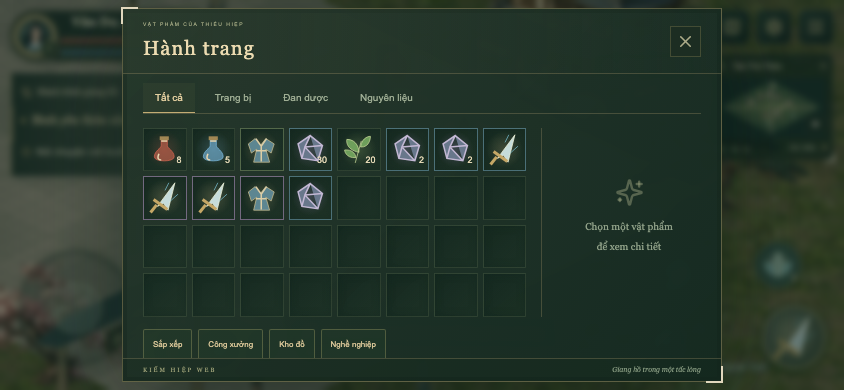 VẬT PHẨM CỦA THIẾU HIỆP
Hành trang
Tất cả
Trang bị
Đan dược
Nguyên liệu
8
5
80
20
2
2
Chọn một vật phẩm
để xem chi tiết
Sắp xếp
Công xưởng
Kho đồ
Nghề nghiệp
KIẾM HIỆP WEB
Giang hồ trong một tấc lòng